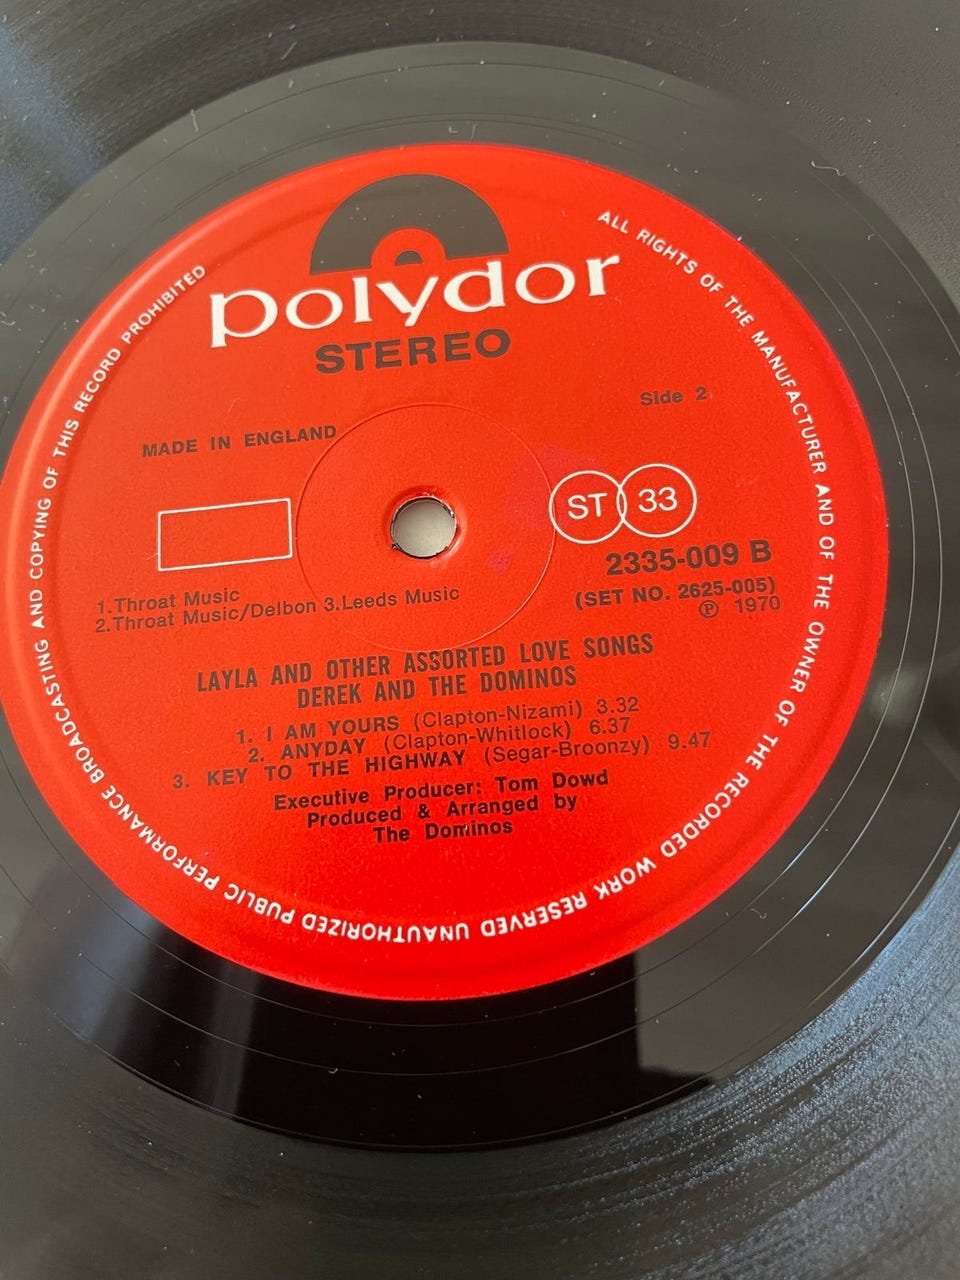 polydor
STEREO
Side 2
MADE IN ENGLAND
ST 33
2335-009 B
(SET NO. 2625-005)
℗ 1970
1.Throat Music
2.Throat Music/Delbon 3.Leeds Music
LAYLA AND OTHER ASSORTED LOVE SONGS
DEREK AND THE DOMINOS
1. I AM YOURS (Clapton-Nizami) 3.32
2. ANYDAY (Clapton-Whitlock) 6.37
3. KEY TO THE HIGHWAY (Segar-Broonzy) 9.47
Executive Producer: Tom Dowd
Produced & Arranged by
The Dominos
ALL RIGHTS OF THE MANUFACTURER AND OF THE OWNER OF THE RECORDED WORK RESERVED UNAUTHORIZED PUBLIC PERFORMANCE BROADCASTING AND COPYING OF THIS RECORD PROHIBITED